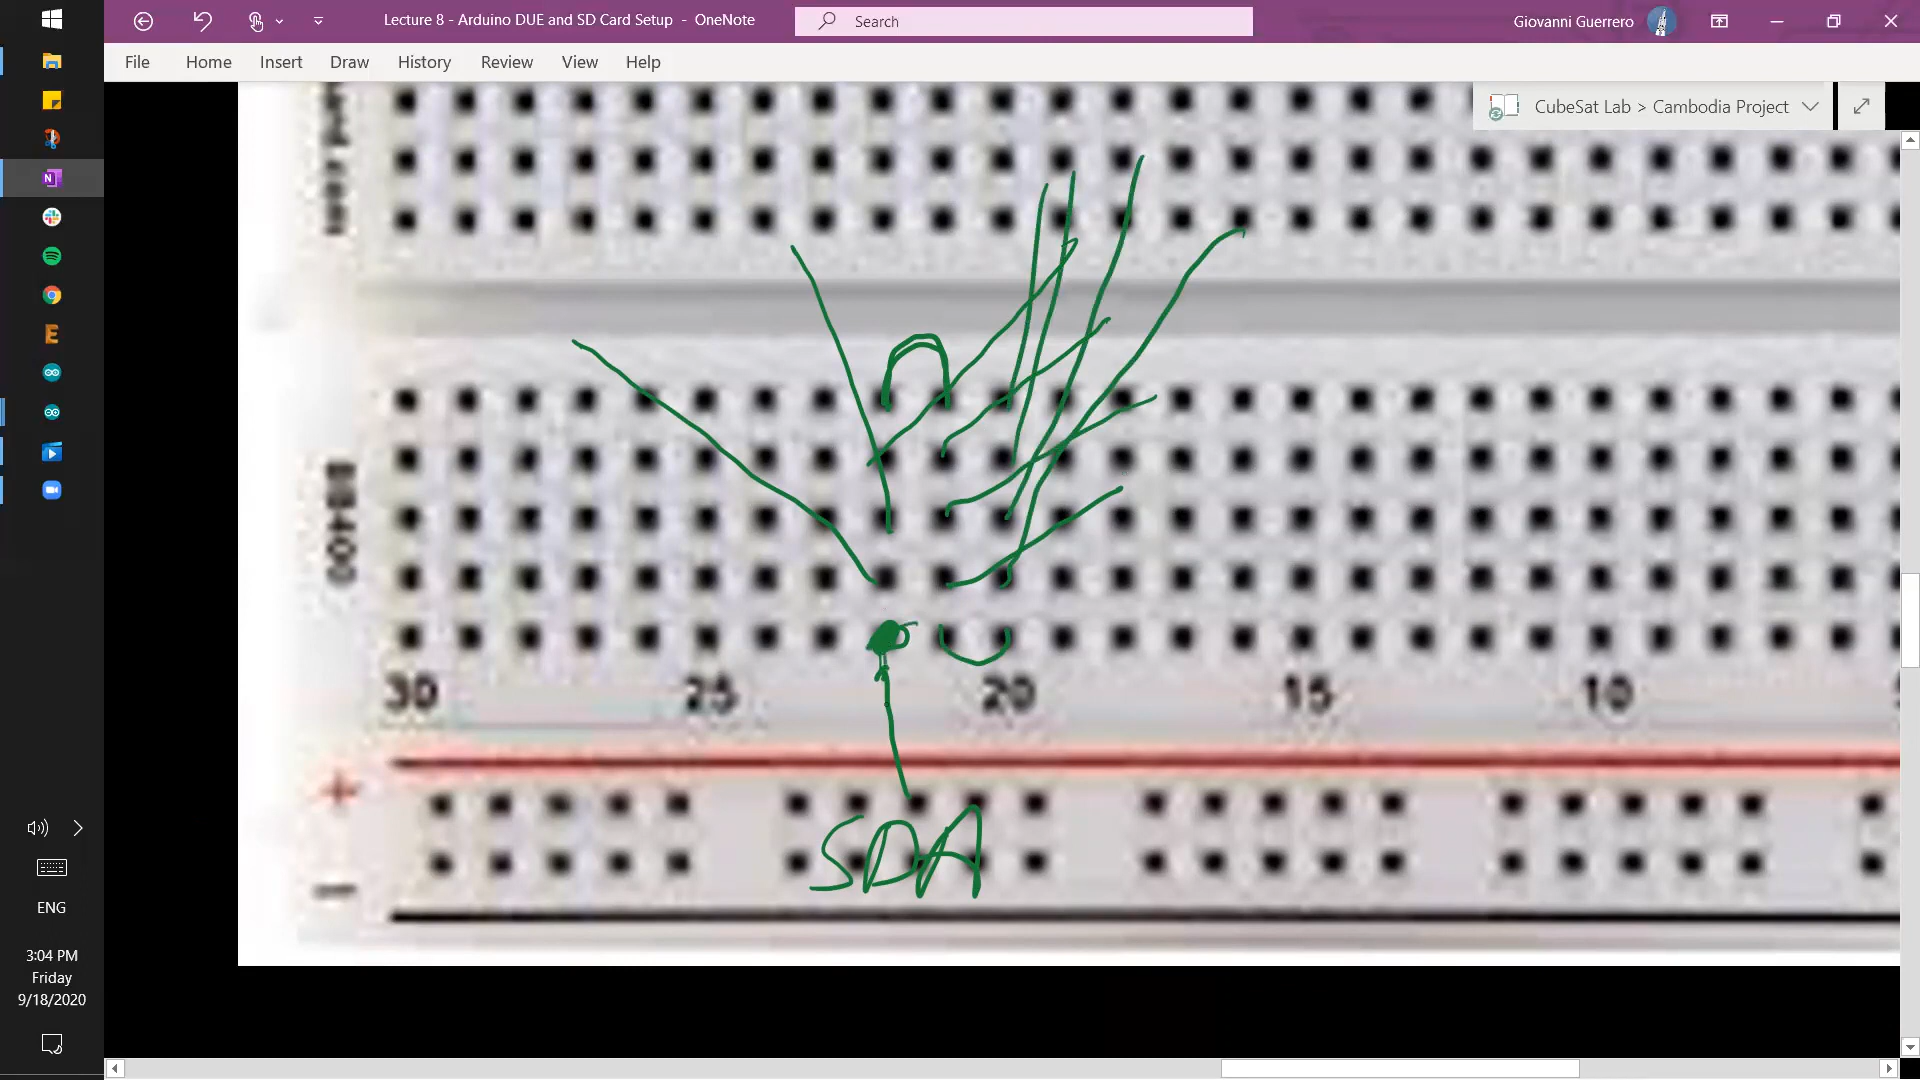 Lecture 8 - Arduino DUE and SD Card Setup - OneNote
Search
Giovanni Guerrero
File Home Insert Draw History Review View Help
CubeSat Lab > Cambodia Project
N
E
BB400
30 25 20 15 10
+
SDA
−
ENG
3:04 PM
Friday
9/18/2020